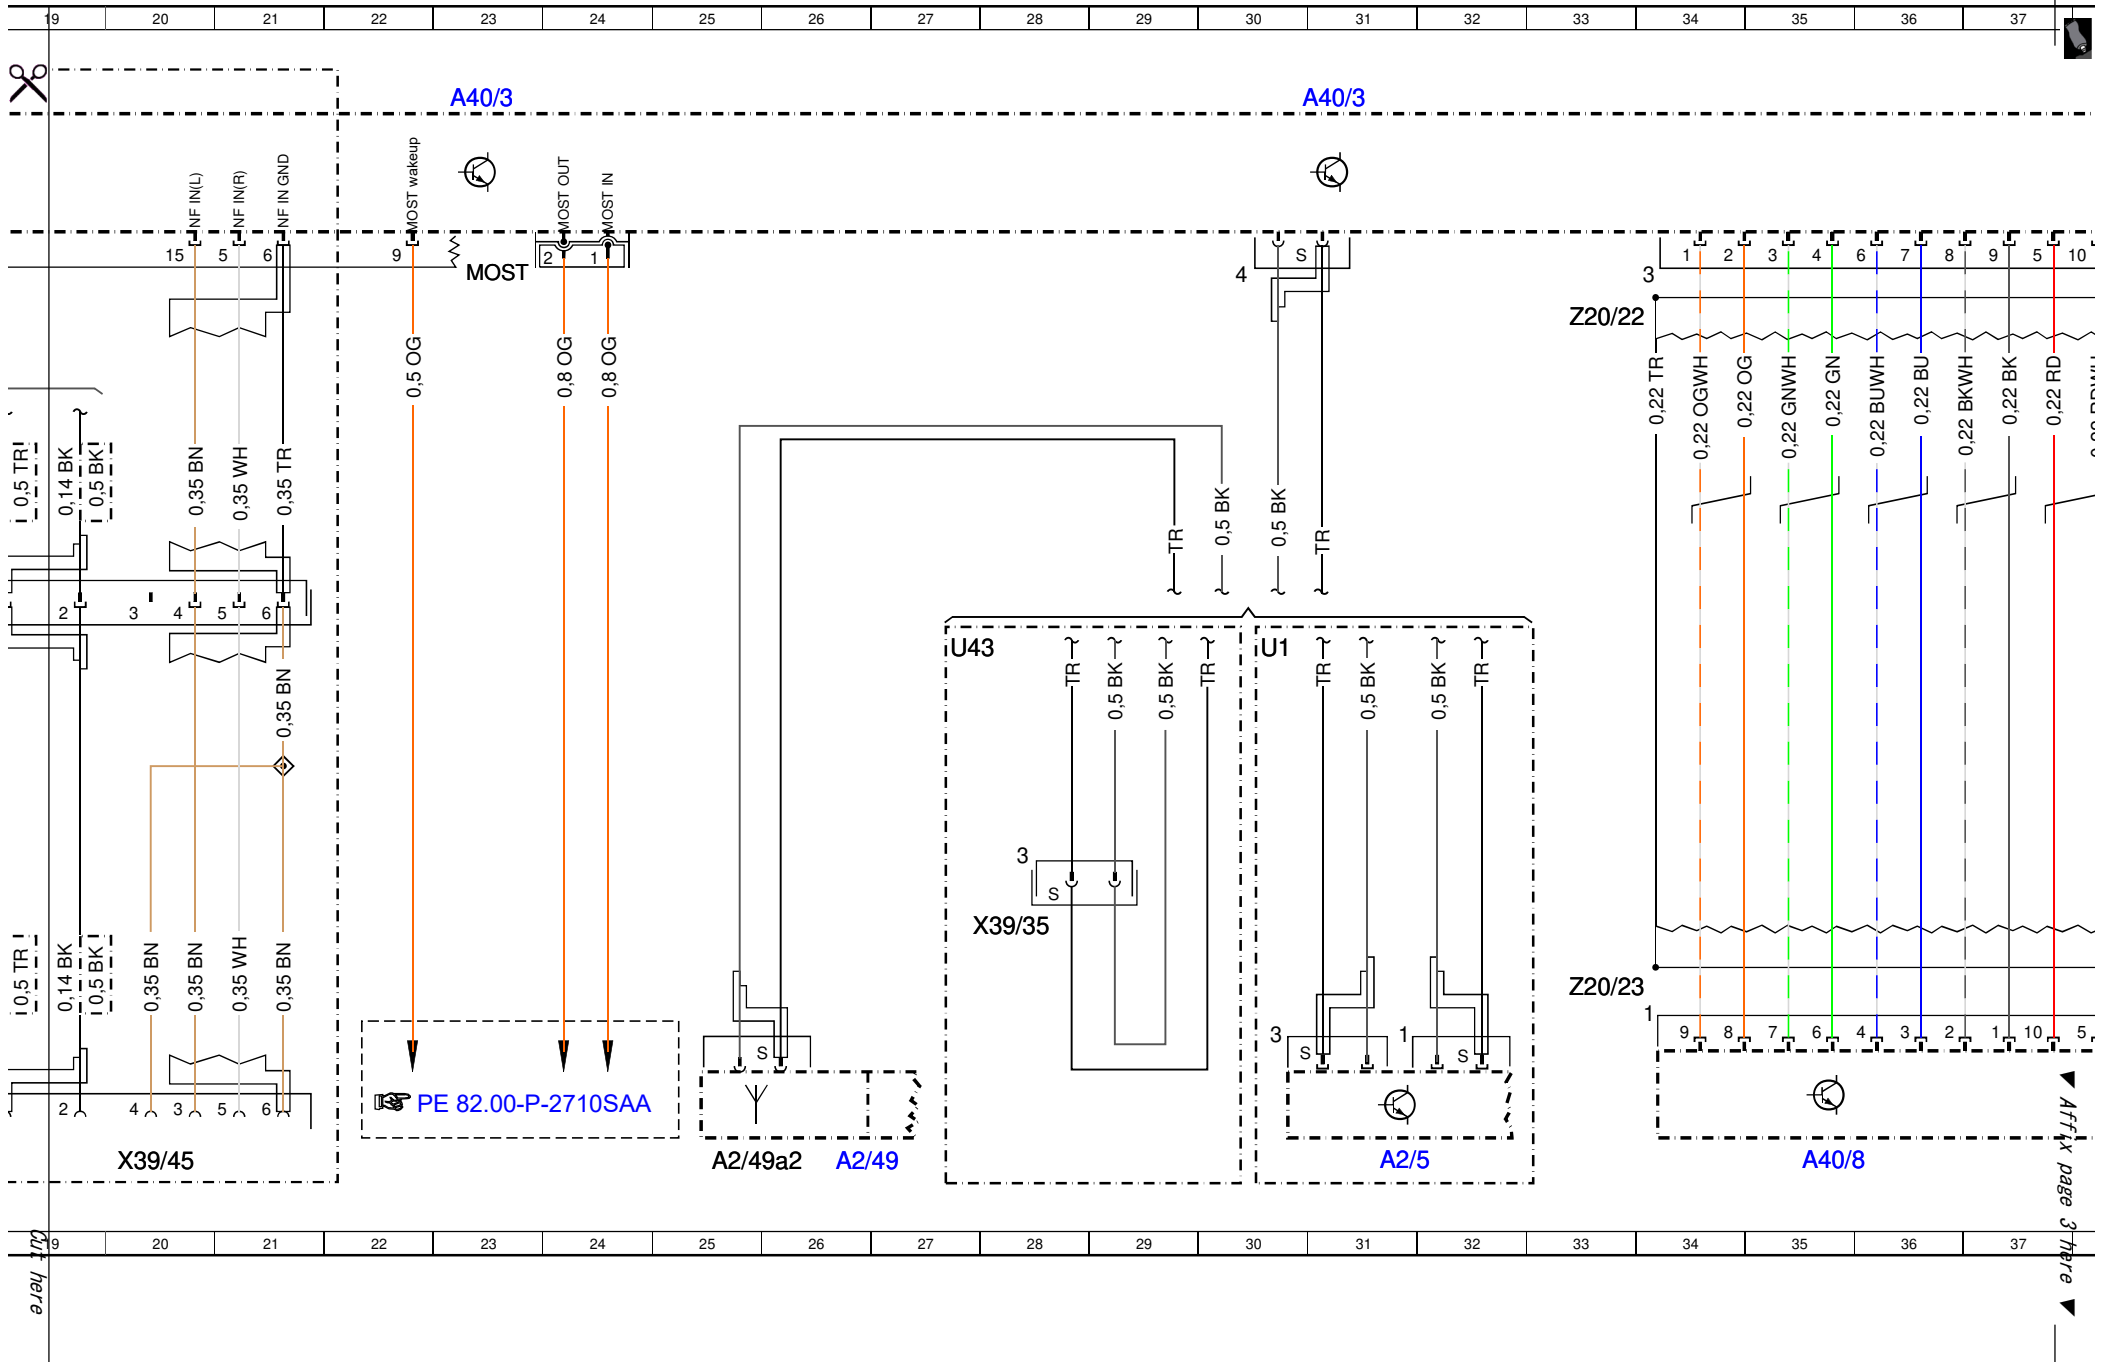 19 20 21 22 23 24 25 26 27 28 29 30 31 32 33 34 35 36 37
A40/3 A40/3
NF IN(L) NF IN(R) NF IN GND MOST wakeup MOST OUT MOST IN
15 5 6 9 2 1 S 1 2 3 4 6 7 8 9 5 10
MOST 4 3
Z20/22
0,5 OG 0,8 OG 0,8 OG 0,22 TR 0,22 OGWH 0,22 OG 0,22 GNWH 0,22 GN 0,22 BUWH 0,22 BU 0,22 BKWH 0,22 BK 0,22 RD
0,5 TR 0,14 BK 0,5 BK 0,35 BN 0,35 WH 0,35 TR
TR 0,5 BK 0,5 BK TR
2 3 4 5 6
U43 U1
0,35 BN TR 0,5 BK 0,5 BK TR TR 0,5 BK 0,5 BK TR
3
S
X39/35
0,5 TR 0,14 BK 0,5 BK 0,35 BN 0,35 BN 0,35 WH 0,35 BN
Z20/23
1
S 3 S 1 S 9 8 7 6 4 3 2 1 10 5
2 4 3 5 6
PE 82.00-P-2710SAA
X39/45 A2/49a2 A2/49 A2/5 A40/8
Affix page 3 here
19 20 21 22 23 24 25 26 27 28 29 30 31 32 33 34 35 36 37
Cut here